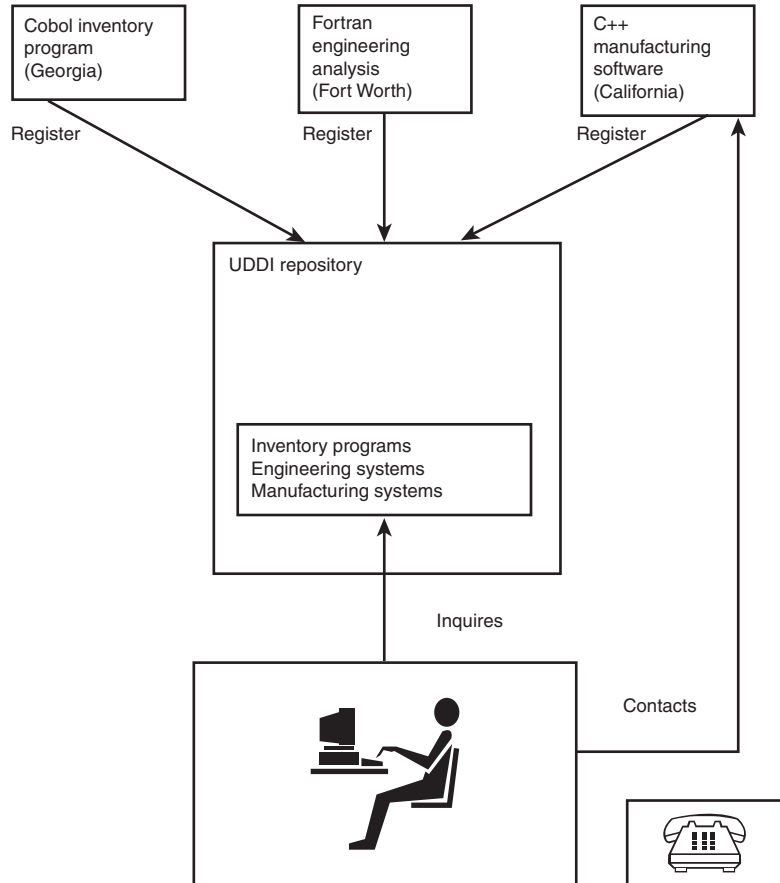 Cobol inventory
program
(Georgia)
Fortran
engineering
analysis
(Fort Worth)
C++
manufacturing
software
(California)
Register
Register
Register
UDDI repository
Inventory programs
Engineering systems
Manufacturing systems
Inquires
Contacts